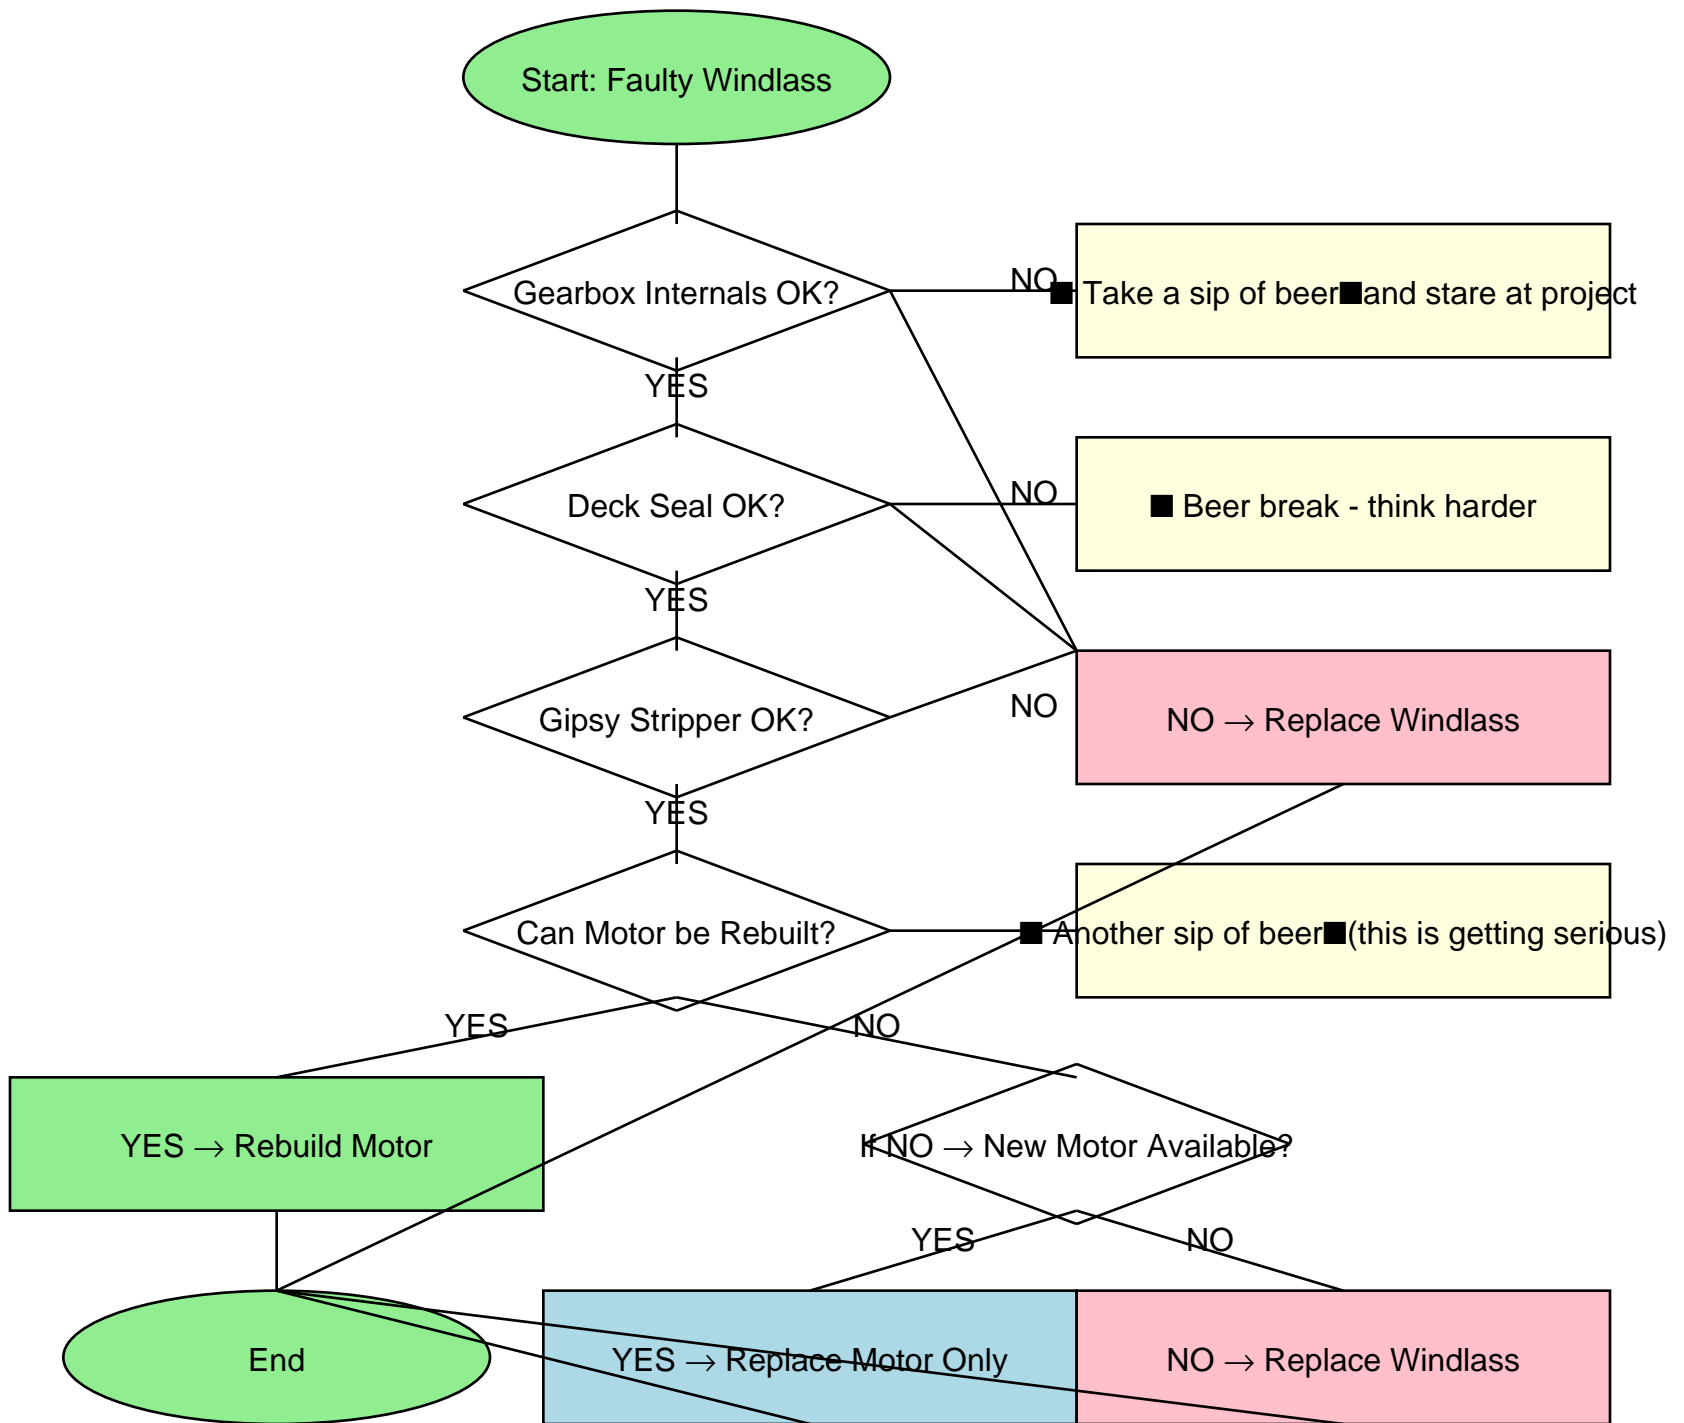 Start: Faulty Windlass
Gearbox Internals OK?
NO
■ Take a sip of beer■and stare at project
YES
Deck Seal OK?
NO
■ Beer break - think harder
YES
Gipsy Stripper OK?
NO
NO → Replace Windlass
YES
Can Motor be Rebuilt?
■ Another sip of beer■(this is getting serious)
YES
NO
YES → Rebuild Motor
If NO → New Motor Available?
YES
NO
End
YES → Replace Motor Only
NO → Replace Windlass